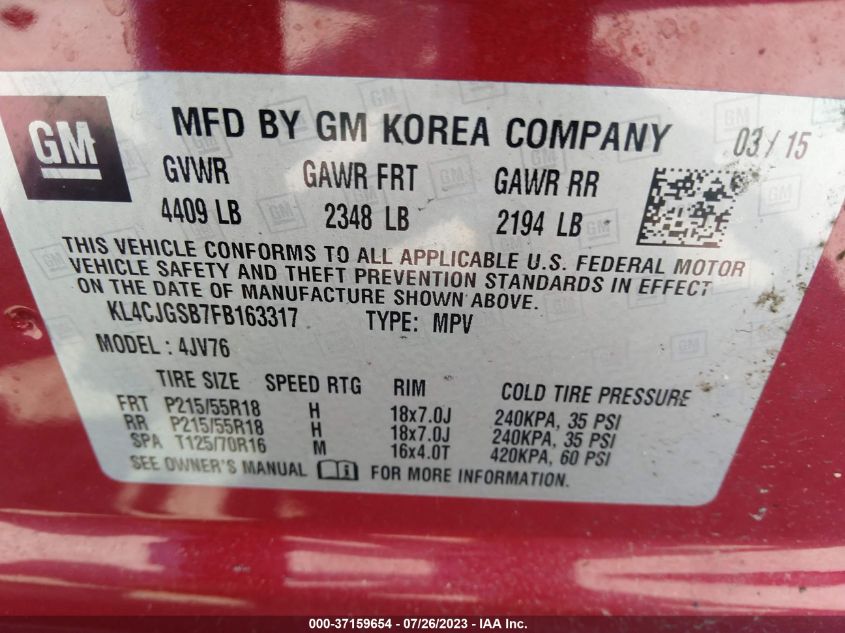 GM
MFD BY GM KOREA COMPANY 03/15
GVWR GAWR FRT GAWR RR
4409 LB 2348 LB 2194 LB
THIS VEHICLE CONFORMS TO ALL APPLICABLE U.S. FEDERAL MOTOR
VEHICLE SAFETY AND THEFT PREVENTION STANDARDS IN EFFECT
ON THE DATE OF MANUFACTURE SHOWN ABOVE.
KL4CJGSB7FB163317 TYPE: MPV
MODEL : 4JV76
TIRE SIZE SPEED RTG RIM COLD TIRE PRESSURE
FRT P215/55R18 H 18x7.0J 240KPA, 35 PSI
RR P215/55R18 H 18x7.0J 240KPA, 35 PSI
SPA T125/70R16 M 16x4.0T 420KPA, 60 PSI
SEE OWNER'S MANUAL FOR MORE INFORMATION.
000-37159654 / 07/26/2023 - IAA Inc.